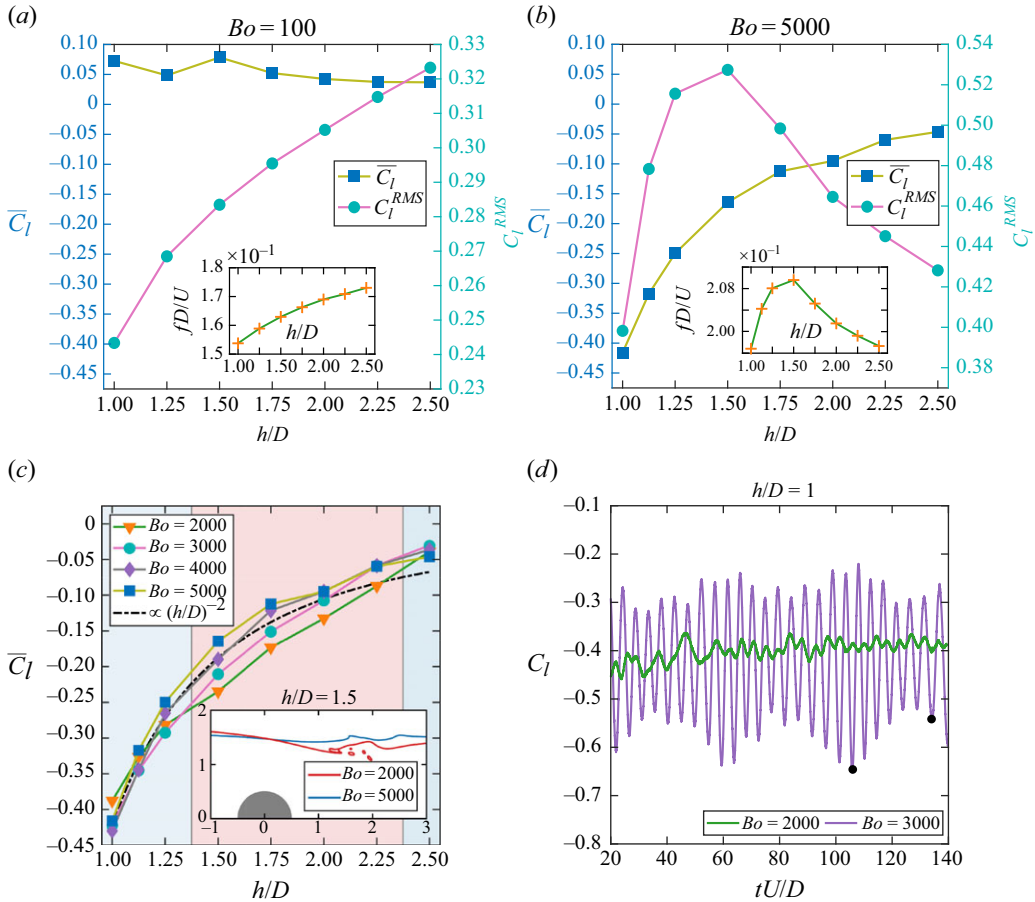 (a)
Bo = 100
0.10
0.05
0
–0.05
–0.10
–0.15
–0.20
–0.25
–0.30
–0.35
–0.40
–0.45
C̅l
0.33
0.32
0.31
0.30
0.29
0.28
0.27
0.26
0.25
0.24
0.23
Cl^RMS
C̅l
Cl^RMS
×10⁻¹
1.8
1.7
1.6
1.5
fD/U
h/D
1.00 1.50 2.00 2.50
1.00 1.25 1.50 1.75 2.00 2.25 2.50
h/D
(b)
Bo = 5000
0.10
0.05
0
–0.05
–0.10
–0.15
–0.20
–0.25
–0.30
–0.35
–0.40
–0.45
C̅l
0.54
0.52
0.50
0.48
0.46
0.44
0.42
0.40
0.38
Cl^RMS
C̅l
Cl^RMS
×10⁻¹
2.08
2.00
fD/U
h/D
1.00 1.50 2.00 2.50
1.00 1.25 1.50 1.75 2.00 2.25 2.50
h/D
(c)
0
–0.05
–0.10
–0.15
–0.20
–0.25
–0.30
–0.35
–0.40
–0.45
C̅l
Bo = 2000
Bo = 3000
Bo = 4000
Bo = 5000
∝ (h/D)⁻²
h/D = 1.5
2
1
0
Bo = 2000
Bo = 5000
–1 0 1 2 3
1.00 1.25 1.50 1.75 2.00 2.25 2.50
h/D
(d)
h/D = 1
–0.1
–0.2
–0.3
–0.4
–0.5
–0.6
–0.7
–0.8
Cl
Bo = 2000 Bo = 3000
20 40 60 80 100 120 140
tU/D